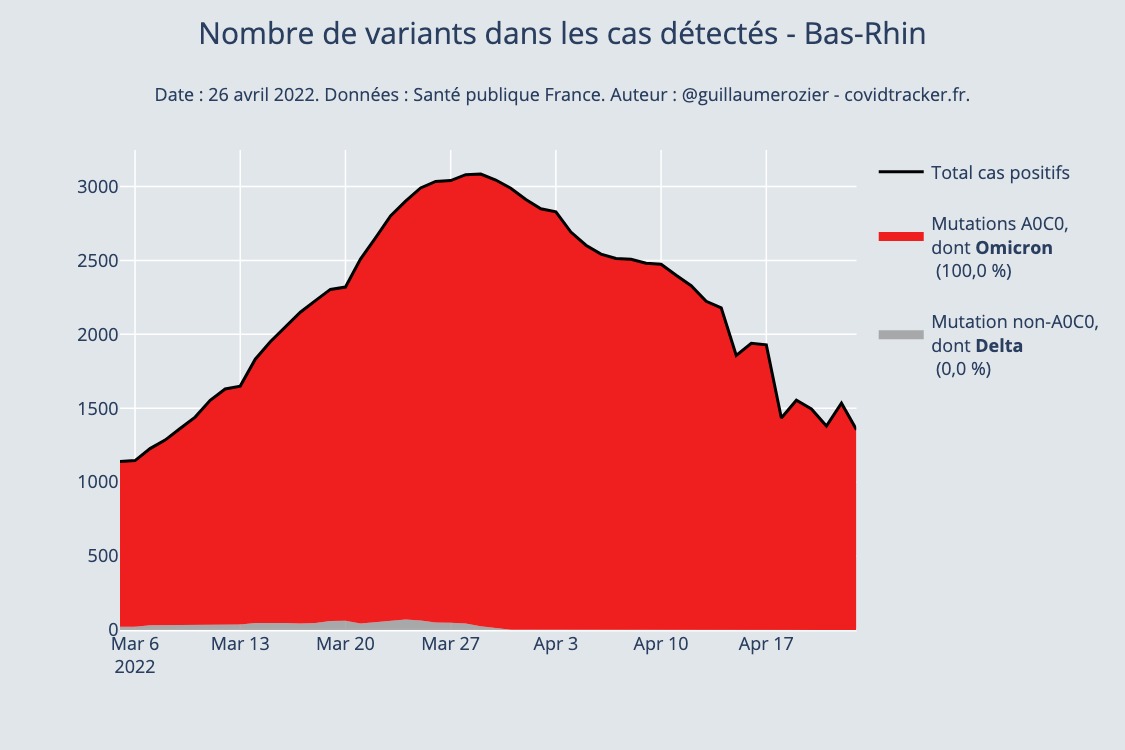 Nombre de variants dans les cas détectés - Bas-Rhin
Date : 26 avril 2022. Données : Santé publique France. Auteur : @guillaumerozier - covidtracker.fr.
3000
2500
2000
1500
1000
500
0
Mar 6
2022
Mar 13
Mar 20
Mar 27
Apr 3
Apr 10
Apr 17
Total cas positifs
Mutations A0C0,
dont Omicron
(100,0 %)
Mutation non-A0C0,
dont Delta
(0,0 %)